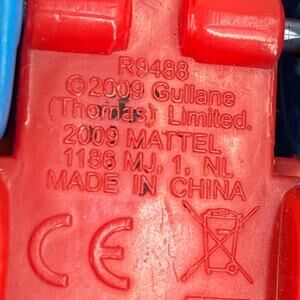 R9488
©2009 Gullane
(Thomas) Limited.
2009 MATTEL
1186 MJ, 1, NL
MADE IN CHINA
CE